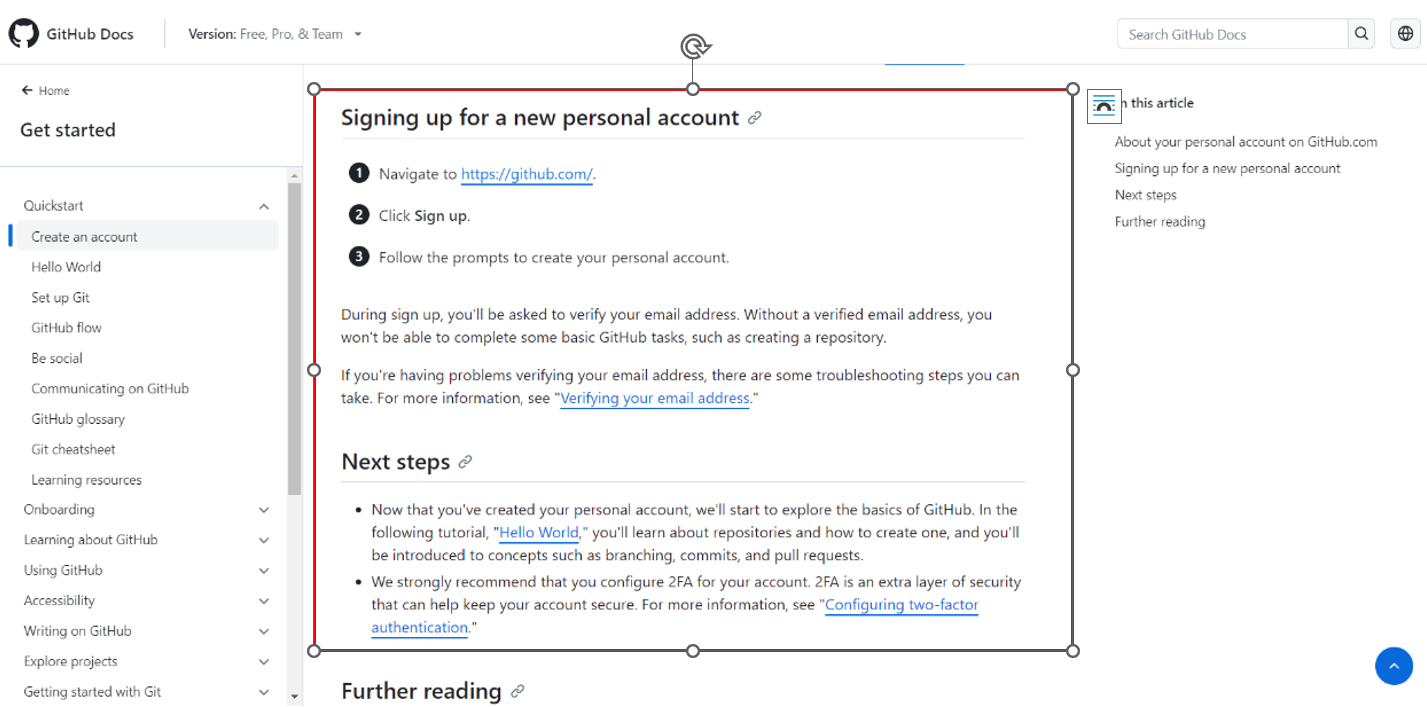 GitHub Docs
Version: Free, Pro, & Team
Search GitHub Docs
Home
Get started
Quickstart
Create an account
Hello World
Set up Git
GitHub flow
Be social
Communicating on GitHub
GitHub glossary
Git cheatsheet
Learning resources
Onboarding
Learning about GitHub
Using GitHub
Accessibility
Writing on GitHub
Explore projects
Getting started with Git
Signing up for a new personal account
1 Navigate to https://github.com/.
2 Click Sign up.
3 Follow the prompts to create your personal account.
During sign up, you'll be asked to verify your email address. Without a verified email address, you
won't be able to complete some basic GitHub tasks, such as creating a repository.
If you're having problems verifying your email address, there are some troubleshooting steps you can
take. For more information, see "Verifying your email address."
Next steps
• Now that you've created your personal account, we'll start to explore the basics of GitHub. In the
following tutorial, "Hello World," you'll learn about repositories and how to create one, and you'll
be introduced to concepts such as branching, commits, and pull requests.
• We strongly recommend that you configure 2FA for your account. 2FA is an extra layer of security
that can help keep your account secure. For more information, see "Configuring two-factor
authentication."
Further reading
n this article
About your personal account on GitHub.com
Signing up for a new personal account
Next steps
Further reading